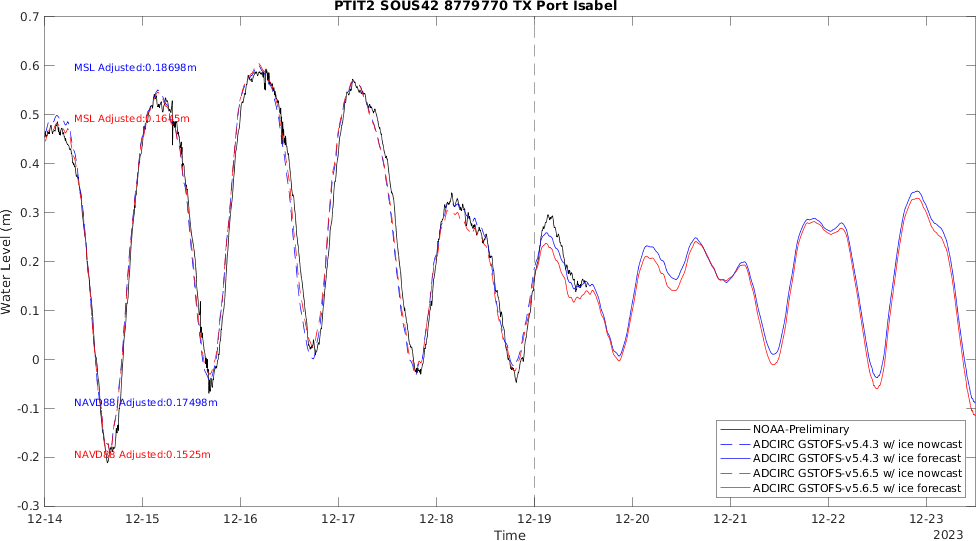 PTIT2 SOUS42 8779770 TX Port Isabel
0.7
0.6
0.5
0.4
0.3
0.2
0.1
0
-0.1
-0.2
-0.3
Water Level (m)
MSL Adjusted:0.18698m
MSL Adjusted:0.1645m
NAVD88 Adjusted:0.17498m
NAVD88 Adjusted:0.1525m
NOAA-Preliminary
ADCIRC GSTOFS-v5.4.3 w/ ice nowcast
ADCIRC GSTOFS-v5.4.3 w/ ice forecast
ADCIRC GSTOFS-v5.6.5 w/ ice nowcast
ADCIRC GSTOFS-v5.6.5 w/ ice forecast
12-14 12-15 12-16 12-17 12-18 12-19 12-20 12-21 12-22 12-23
Time
2023